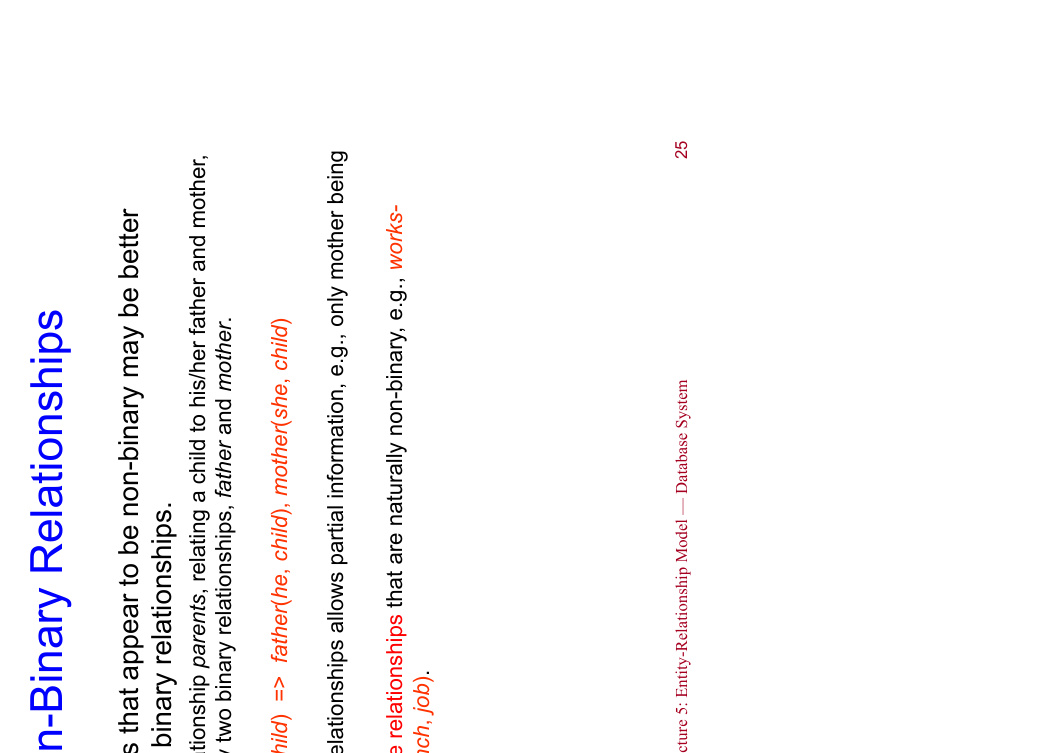 n-Binary Relationships
s that appear to be non-binary may be better
binary relationships.
tionship parents, relating a child to his/her father and mother,
y two binary relationships, father and mother.
hild) => father(he, child), mother(she, child)
elationships allows partial information, e.g., only mother being
e relationships that are naturally non-binary, e.g., works-
nch, job).
cture 5: Entity-Relationship Model — Database System
25